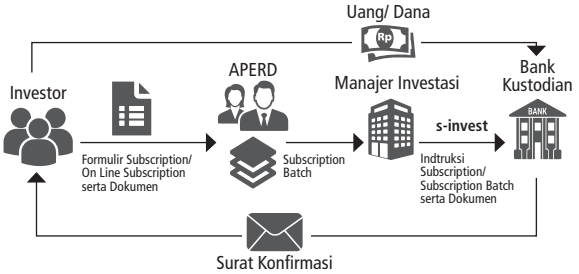 Uang/ Dana
Rp
APERD
Manajer Investasi
Bank
Kustodian
Investor
BANK
s-invest
Formulir Subscription/
On Line Subscription
serta Dokumen
Subscription
Batch
Indtruksi
Subscription/
Subscription Batch
serta Dokumen
Surat Konfirmasi